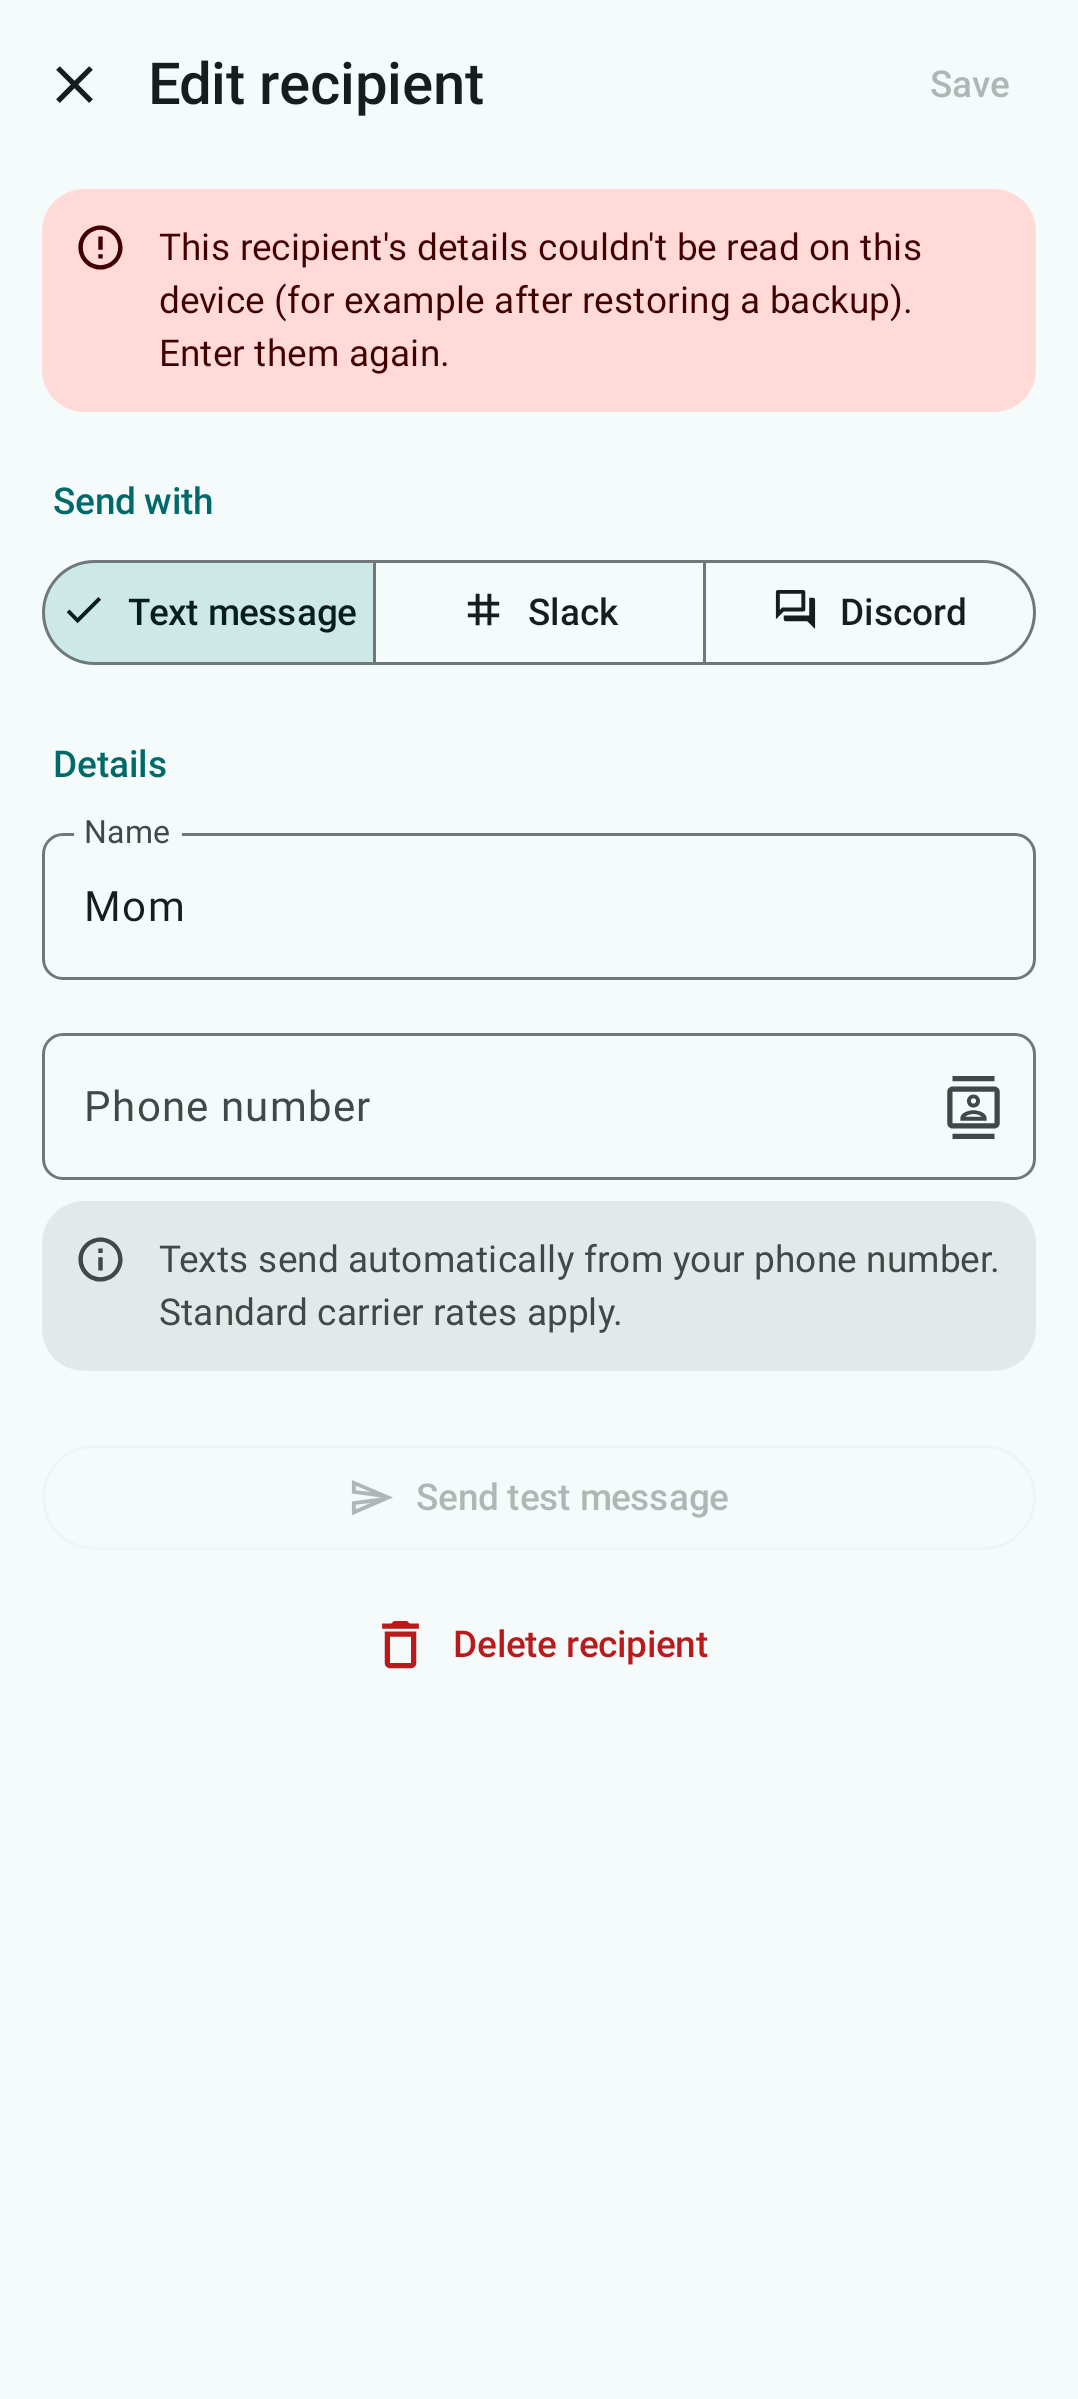 Edit recipient
Save
This recipient's details couldn't be read on this
device (for example after restoring a backup).
Enter them again.
Send with
Text message
Slack
Discord
Details
Name
Mom
Phone number
Texts send automatically from your phone number.
Standard carrier rates apply.
Send test message
Delete recipient